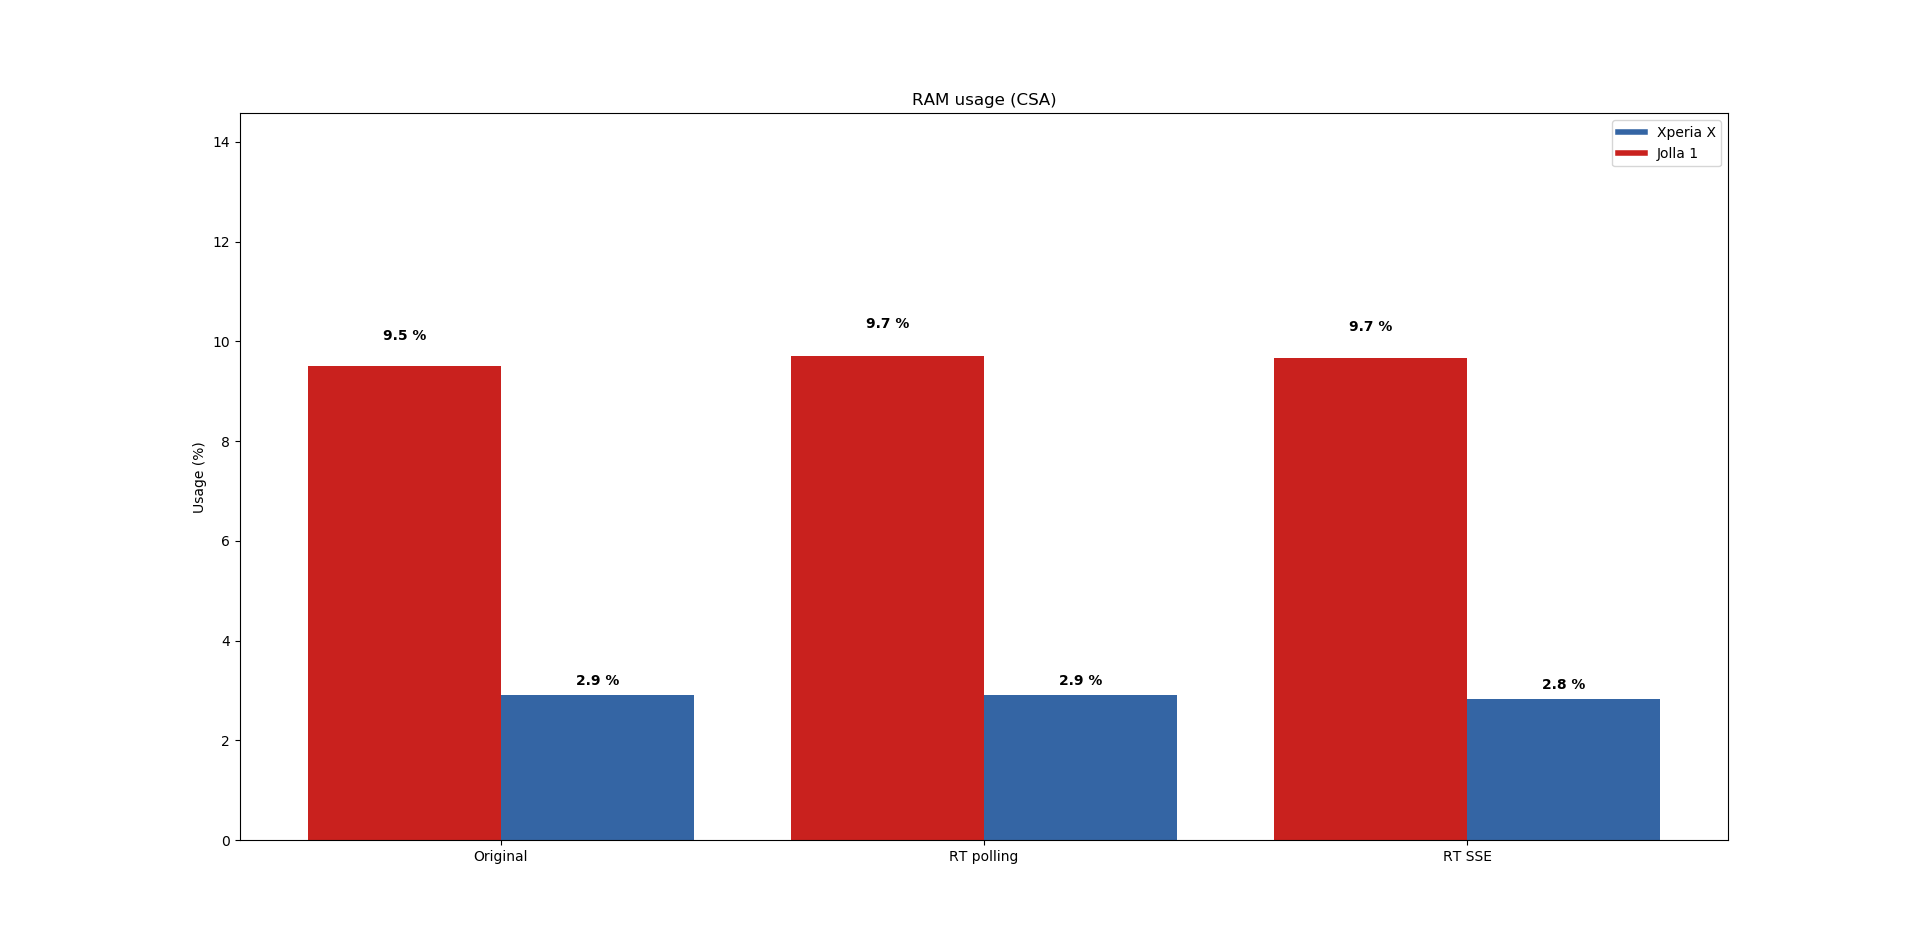 RAM usage (CSA)
Xperia X
Jolla 1
14
12
10
8
6
4
2
0
Usage (%)
9.5 %
9.7 %
9.7 %
2.9 %
2.9 %
2.8 %
Original
RT polling
RT SSE